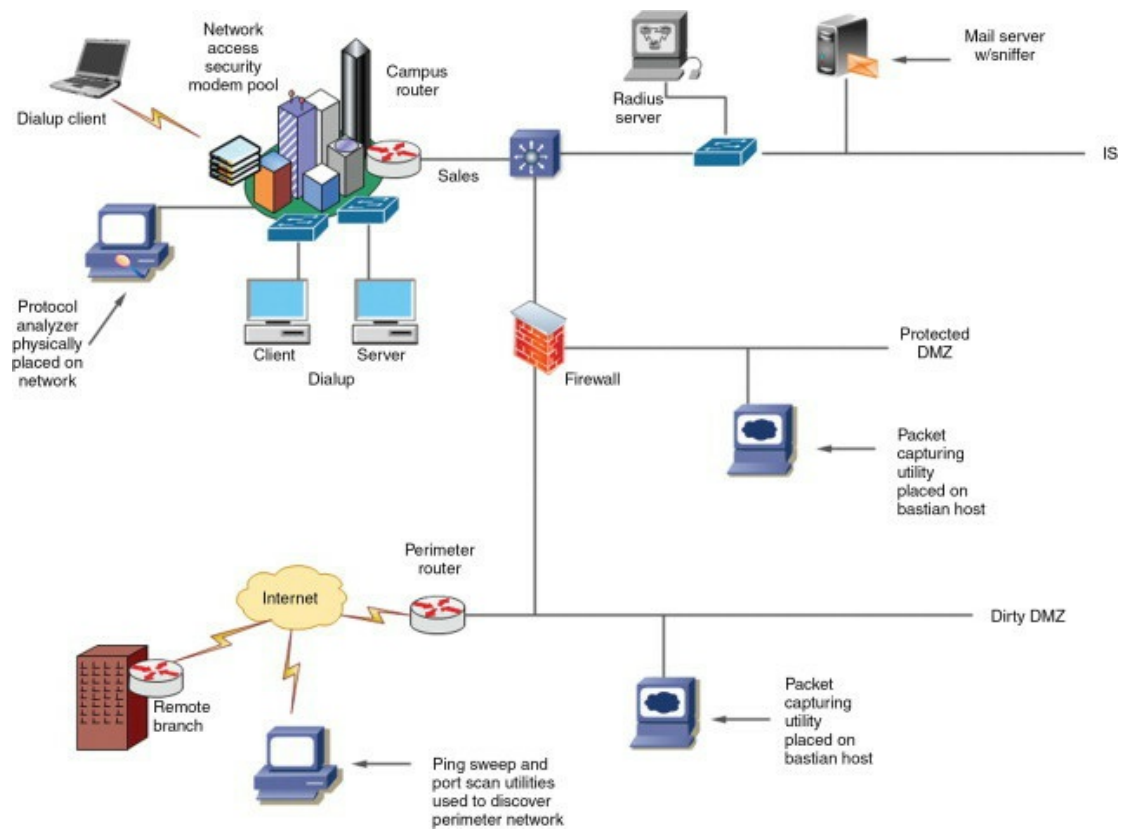 Network
access
security
modem pool
Campus
router
Dialup client
Radius
server
Mail server
w/sniffer
Sales
IS
Protocol
analyzer
physically
placed on
network
Client
Server
Dialup
Firewall
Protected
DMZ
Packet
capturing
utility
placed on
bastian host
Perimeter
router
Internet
Dirty DMZ
Remote
branch
Ping sweep and
port scan utilities
used to discover
perimeter network
Packet
capturing
utility
placed on
bastian host